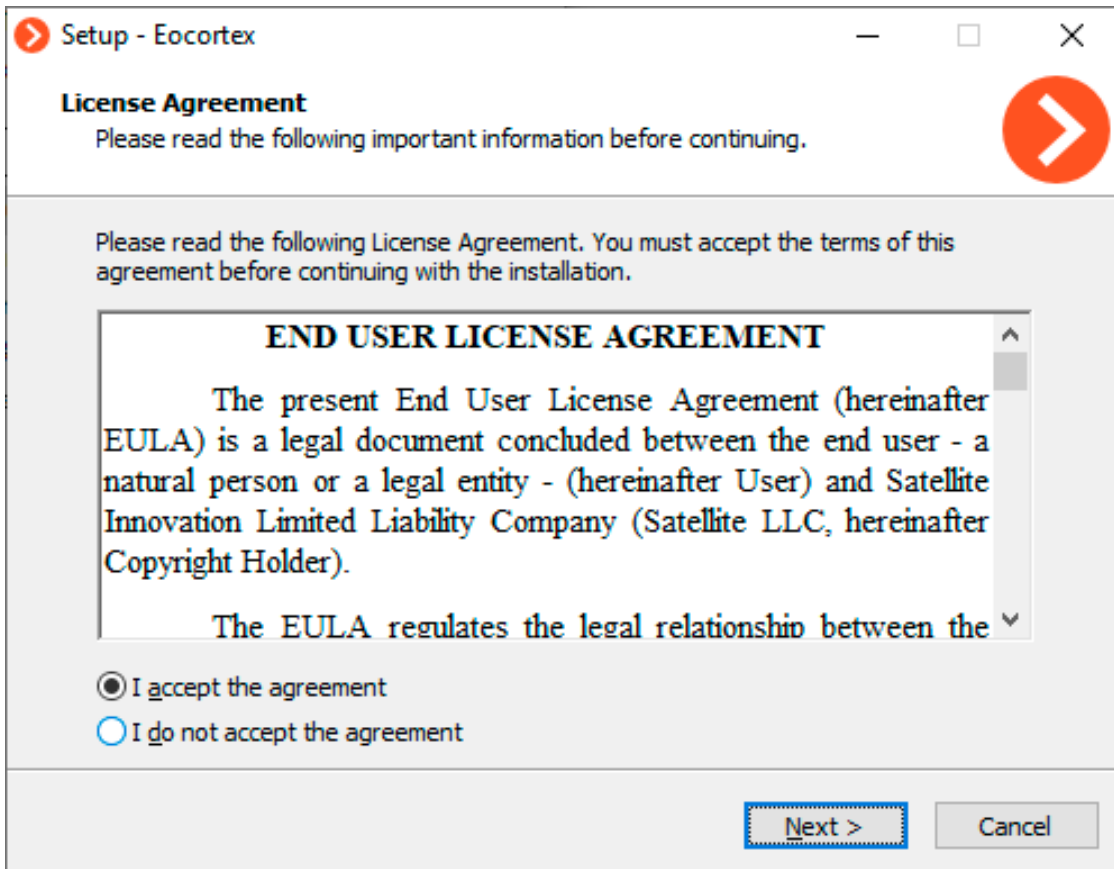 Setup - Eocortex
License Agreement
Please read the following important information before continuing.
Please read the following License Agreement. You must accept the terms of this
agreement before continuing with the installation.
END USER LICENSE AGREEMENT
The present End User License Agreement (hereinafter
EULA) is a legal document concluded between the end user - a
natural person or a legal entity - (hereinafter User) and Satellite
Innovation Limited Liability Company (Satellite LLC, hereinafter
Copyright Holder).
The EULA regulates the legal relationship between the
I accept the agreement
I do not accept the agreement
Next >
Cancel